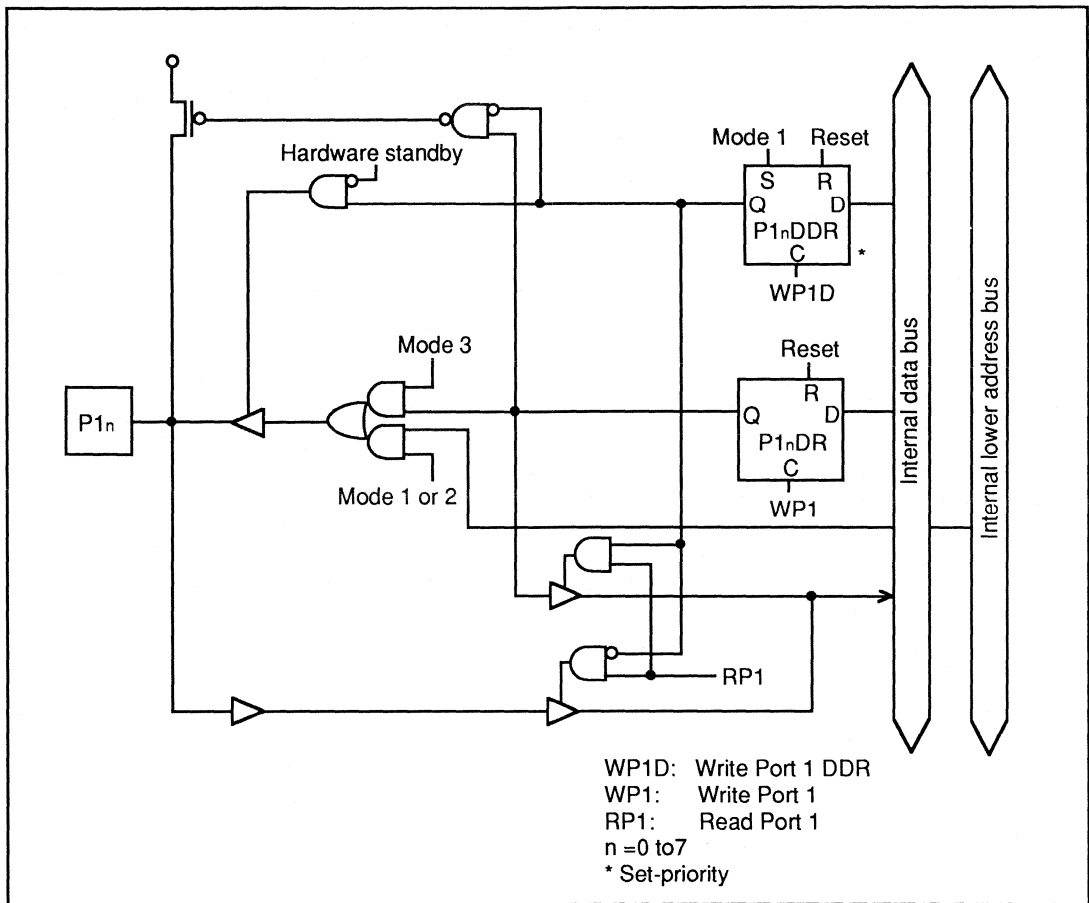 Hardware standby
Mode 1 Reset
S R
Q D
P1nDDR
C *
WP1D
Mode 3
Reset
R
P1n
Q D
P1nDR
C
Mode 1 or 2
WP1
RP1
Internal data bus
Internal lower address bus
WP1D: Write Port 1 DDR
WP1: Write Port 1
RP1: Read Port 1
n =0 to7
* Set-priority